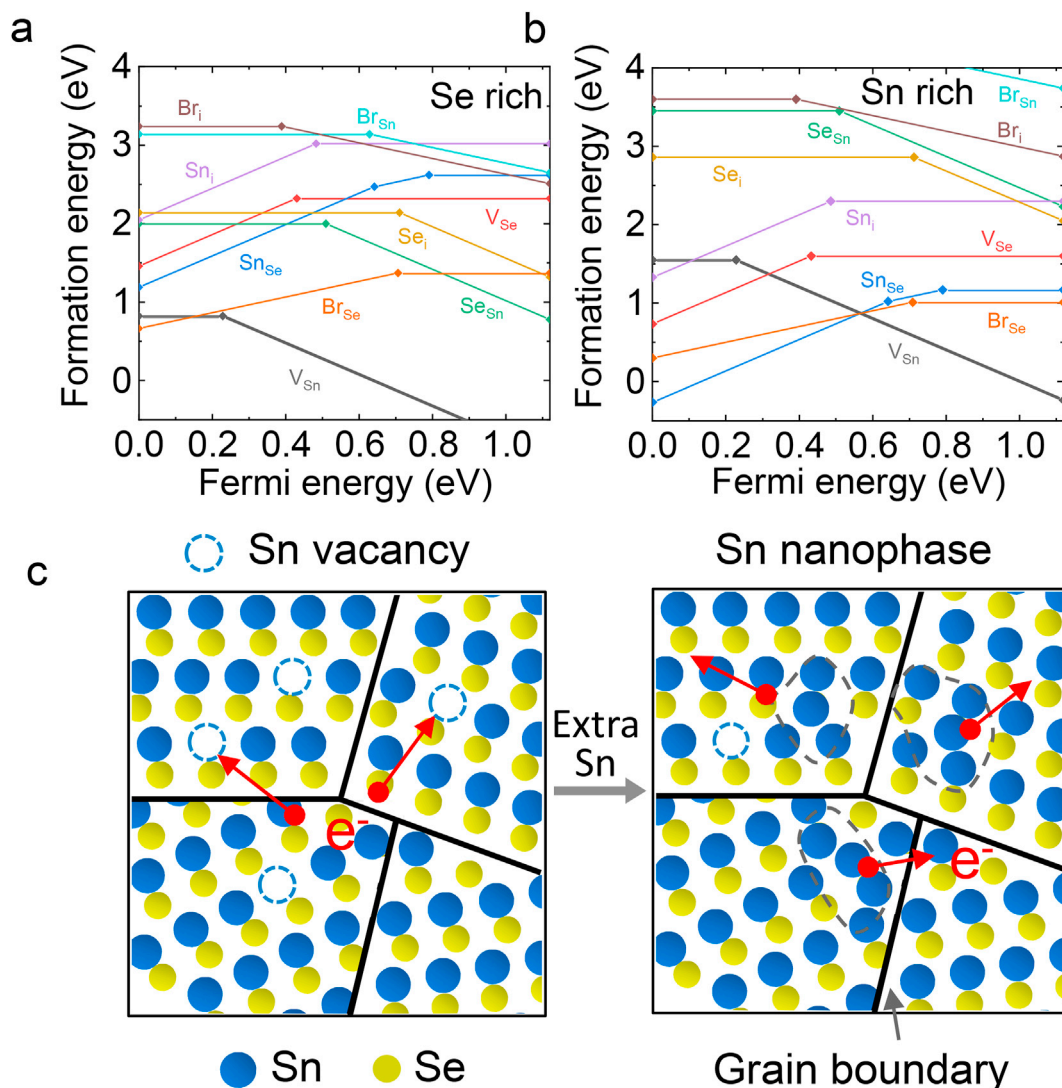 a
Formation energy (eV)
4
3
2
1
0
Se rich
Br_i
Br_Sn
Sn_i
V_Se
Se_i
Sn_Se
Br_Se
Se_Sn
V_Sn
0.0 0.2 0.4 0.6 0.8 1.0
Fermi energy (eV)
b
Formation energy (eV)
4
3
2
1
0
Sn rich
Br_Sn
Br_i
Se_Sn
Se_i
Sn_i
V_Se
Sn_Se
Br_Se
V_Sn
0.0 0.2 0.4 0.6 0.8 1.0
Fermi energy (eV)
c
Sn vacancy
Sn nanophase
e-
Extra
Sn
e-
Sn
Se
Grain boundary